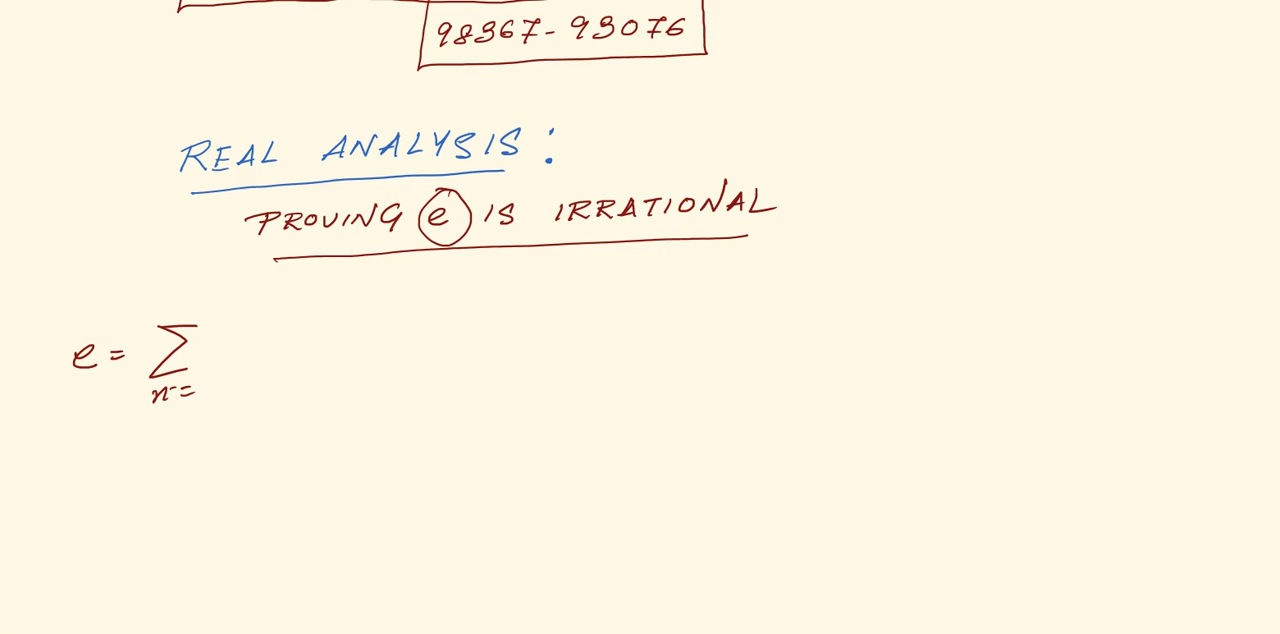 98367-93076
REAL ANALYSIS:
PROVING e IS IRRATIONAL
e = ∑
n=